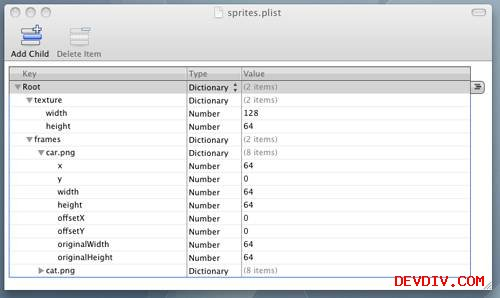 sprites.plist
Add Child Delete Item
Key Type Value
Root Dictionary (2 items)
texture Dictionary (2 items)
width Number 128
height Number 64
frames Dictionary (2 items)
car.png Dictionary (8 items)
x Number 64
y Number 0
width Number 64
height Number 64
offsetX Number 0
offsetY Number 0
originalWidth Number 64
originalHeight Number 64
cat.png Dictionary (8 items)
DEVDIV.COM